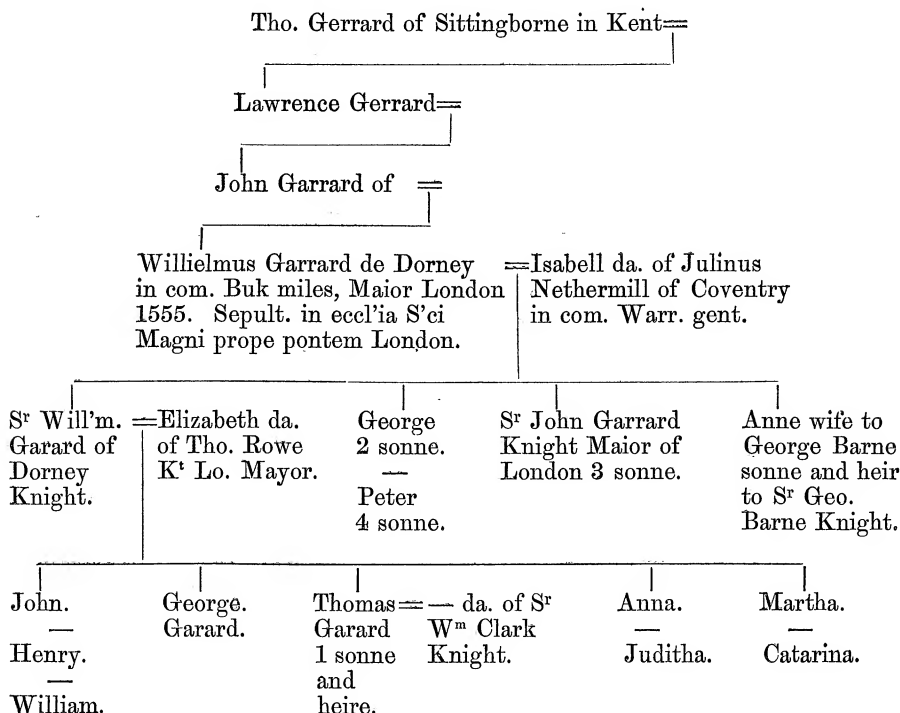 Tho. Gerrard of Sittingborne in Kent=
Lawrence Gerrard=
John Garrard of =
Willielmus Garrard de Dorney
in com. Buk miles, Maior London
1555. Sepult. in eccl'ia S'ci
Magni prope pontem London.
=Isabell da. of Julinus
Nethermill of Coventry
in com. Warr. gent.
Sʳ Will'm.
Garard of
Dorney
Knight.
=Elizabeth da.
of Tho. Rowe
Kᵗ Lo. Mayor.
George
2 sonne.
—
Peter
4 sonne.
Sʳ John Garrard
Knight Maior of
London 3 sonne.
Anne wife to
George Barne
sonne and heir
to Sʳ Geo.
Barne Knight.
John.
—
Henry.
—
William.
George.
Garard.
Thomas=
Garard
1 sonne
and
heire.
— da. of Sʳ
Wᵐ Clark
Knight.
Anna.
—
Juditha.
Martha.
—
Catarina.